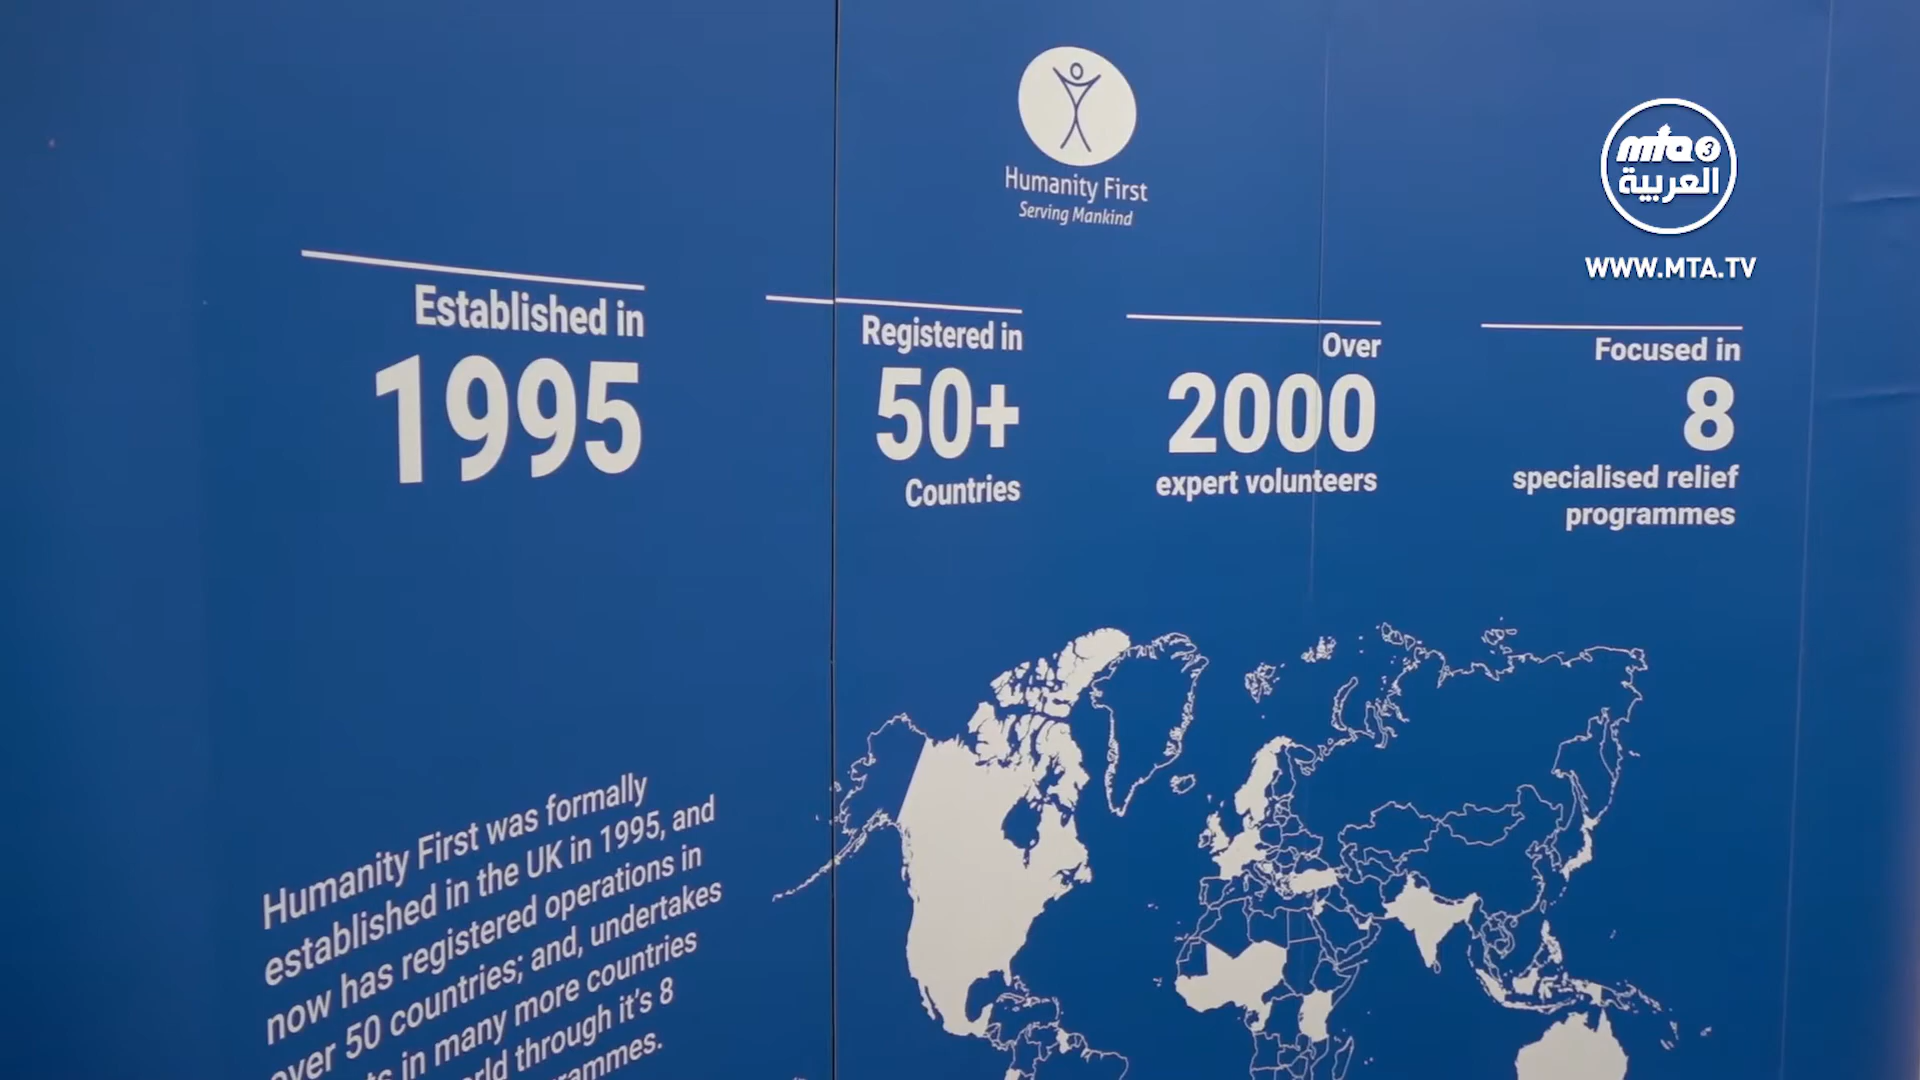 Humanity First
Serving Mankind
mta3
العربية
WWW.MTA.TV
Established in
1995
Registered in
50+
Countries
Over
2000
expert volunteers
Focused in
8
specialised relief
programmes
Humanity First was formally
established in the UK in 1995, and
now has registered operations in
over 50 countries; and, undertakes
in many more countries
through it's 8